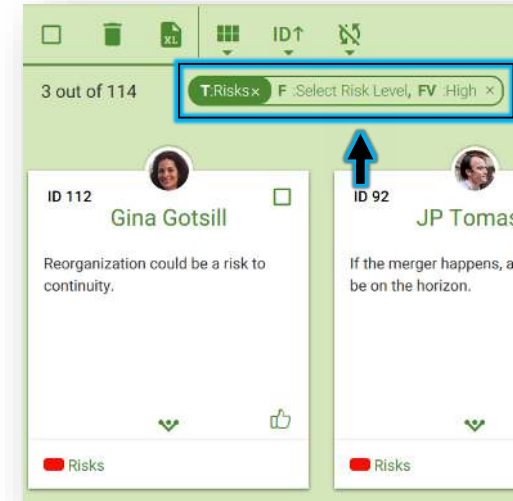 XL
ID↑
3 out of 114
T:Risks × F :Select Risk Level, FV :High ×
ID 112
Gina Gotsill
Reorganization could be a risk to
continuity.
Risks
ID 92
JP Tomas
If the merger happens, a
be on the horizon.
Risks